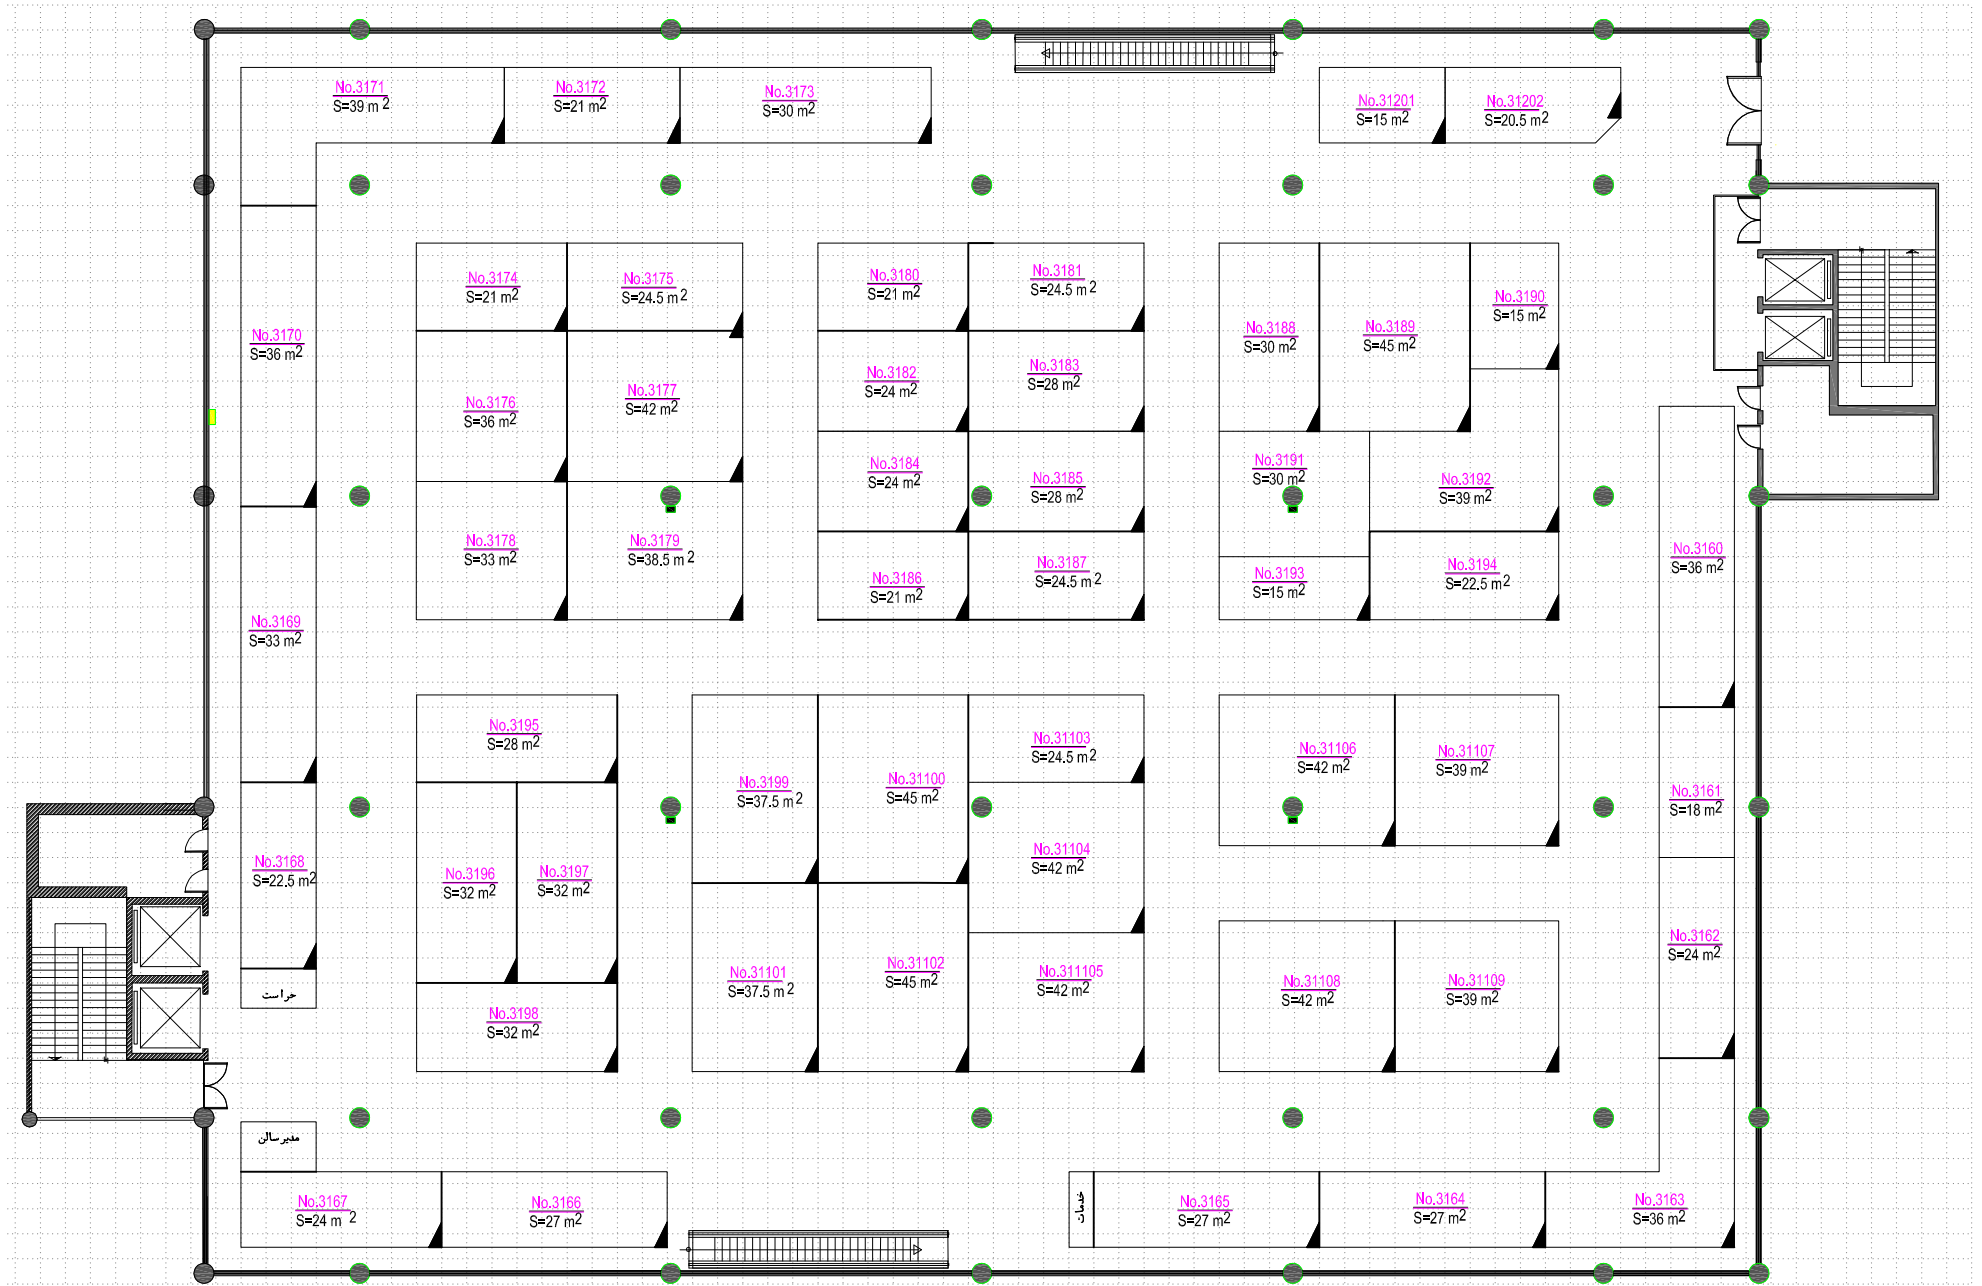 No.3171
S=39 m²
No.3172
S=21 m²
No.3173
S=30 m²
No.31201
S=15 m²
No.31202
S=20.5 m²
No.3174
S=21 m²
No.3175
S=24.5 m²
No.3180
S=21 m²
No.3181
S=24.5 m²
No.3188
S=30 m²
No.3189
S=45 m²
No.3190
S=15 m²
No.3170
S=36 m²
No.3176
S=36 m²
No.3177
S=42 m²
No.3182
S=24 m²
No.3183
S=28 m²
No.3184
S=24 m²
No.3185
S=28 m²
No.3191
S=30 m²
No.3192
S=39 m²
No.3178
S=33 m²
No.3179
S=38.5 m²
No.3186
S=21 m²
No.3187
S=24.5 m²
No.3193
S=15 m²
No.3194
S=22.5 m²
No.3160
S=36 m²
No.3169
S=33 m²
No.3195
S=28 m²
No.3199
S=37.5 m²
No.31100
S=45 m²
No.31103
S=24.5 m²
No.31106
S=42 m²
No.31107
S=39 m²
No.3161
S=18 m²
No.3168
S=22.5 m²
No.3196
S=32 m²
No.3197
S=32 m²
No.31104
S=42 m²
No.3162
S=24 m²
حراست
No.3198
S=32 m²
No.31101
S=37.5 m²
No.31102
S=45 m²
No.311105
S=42 m²
No.31108
S=42 m²
No.31109
S=39 m²
مدیر سالن
No.3167
S=24 m ²
No.3166
S=27 m²
خدمات
No.3165
S=27 m²
No.3164
S=27 m²
No.3163
S=36 m²